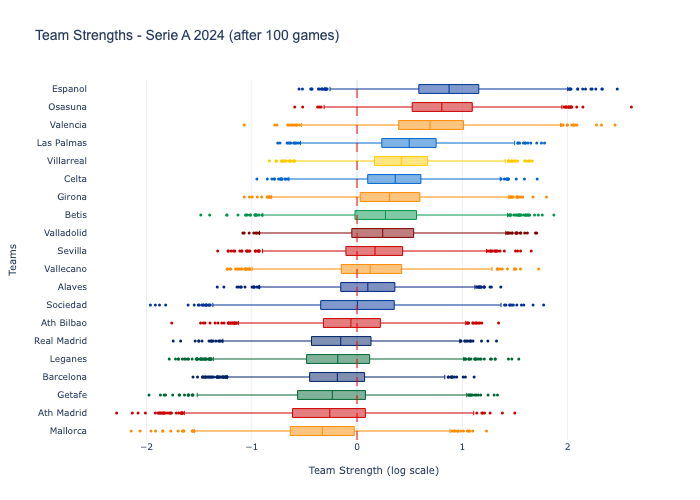 Team Strengths - Serie A 2024 (after 100 games)
Espanol
Osasuna
Valencia
Las Palmas
Villarreal
Celta
Girona
Betis
Valladolid
Sevilla
Vallecano
Alaves
Sociedad
Ath Bilbao
Real Madrid
Leganes
Barcelona
Getafe
Ath Madrid
Mallorca
Teams
−2 −1 0 1 2
Team Strength (log scale)